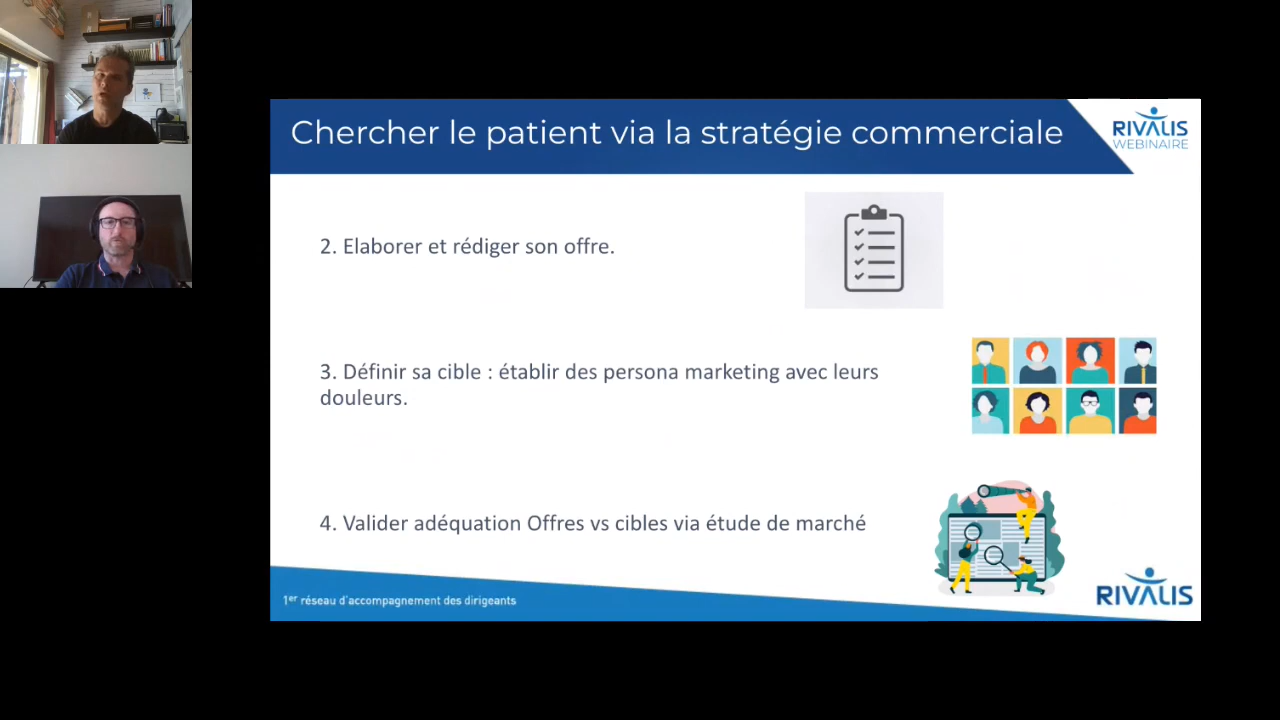 Chercher le patient via la stratégie commerciale
RIVALIS
WEBINAIRE
2. Elaborer et rédiger son offre.
3. Définir sa cible : établir des persona marketing avec leurs
douleurs.
4. Valider adéquation Offres vs cibles via étude de marché
1er réseau d'accompagnement des dirigeants
RIVALIS